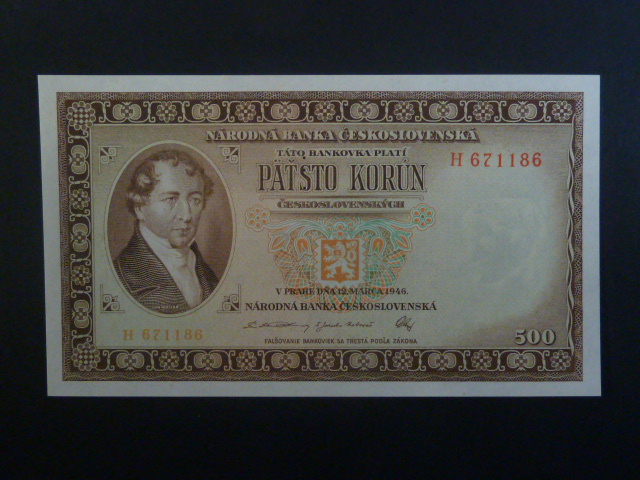 NÁRODNÁ BANKA ČESKOSLOVENSKÁ
TÁTO BANKOVKA PLATÍ
H 671186
PÄŤSTO KORÚN
ČESKOSLOVENSKÝCH
V PRAHE DŇA 12. MARCA 1946.
NÁRODNÁ BANKA ČESKOSLOVENSKÁ
H 671186
500
FALŠOVANIE BANKOVIEK SA TRESTÁ PODĽA ZÁKONA